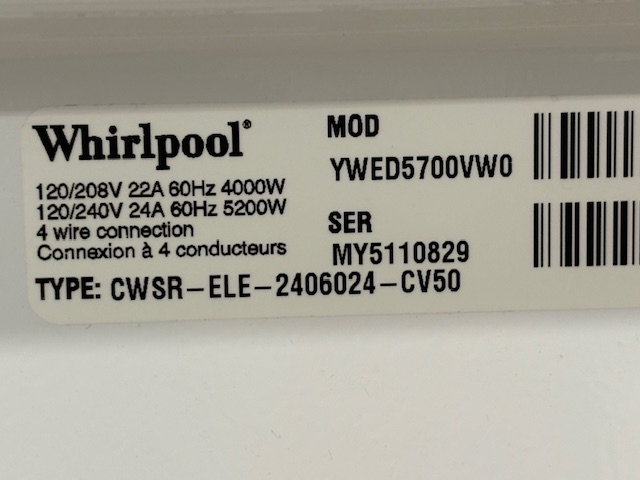 Whirlpool®
120/208V 22A 60Hz 4000W
120/240V 24A 60Hz 5200W
4 wire connection
Connexion à 4 conducteurs
MOD
YWED5700VW0
SER
MY5110829
TYPE: CWSR-ELE-2406024-CV50